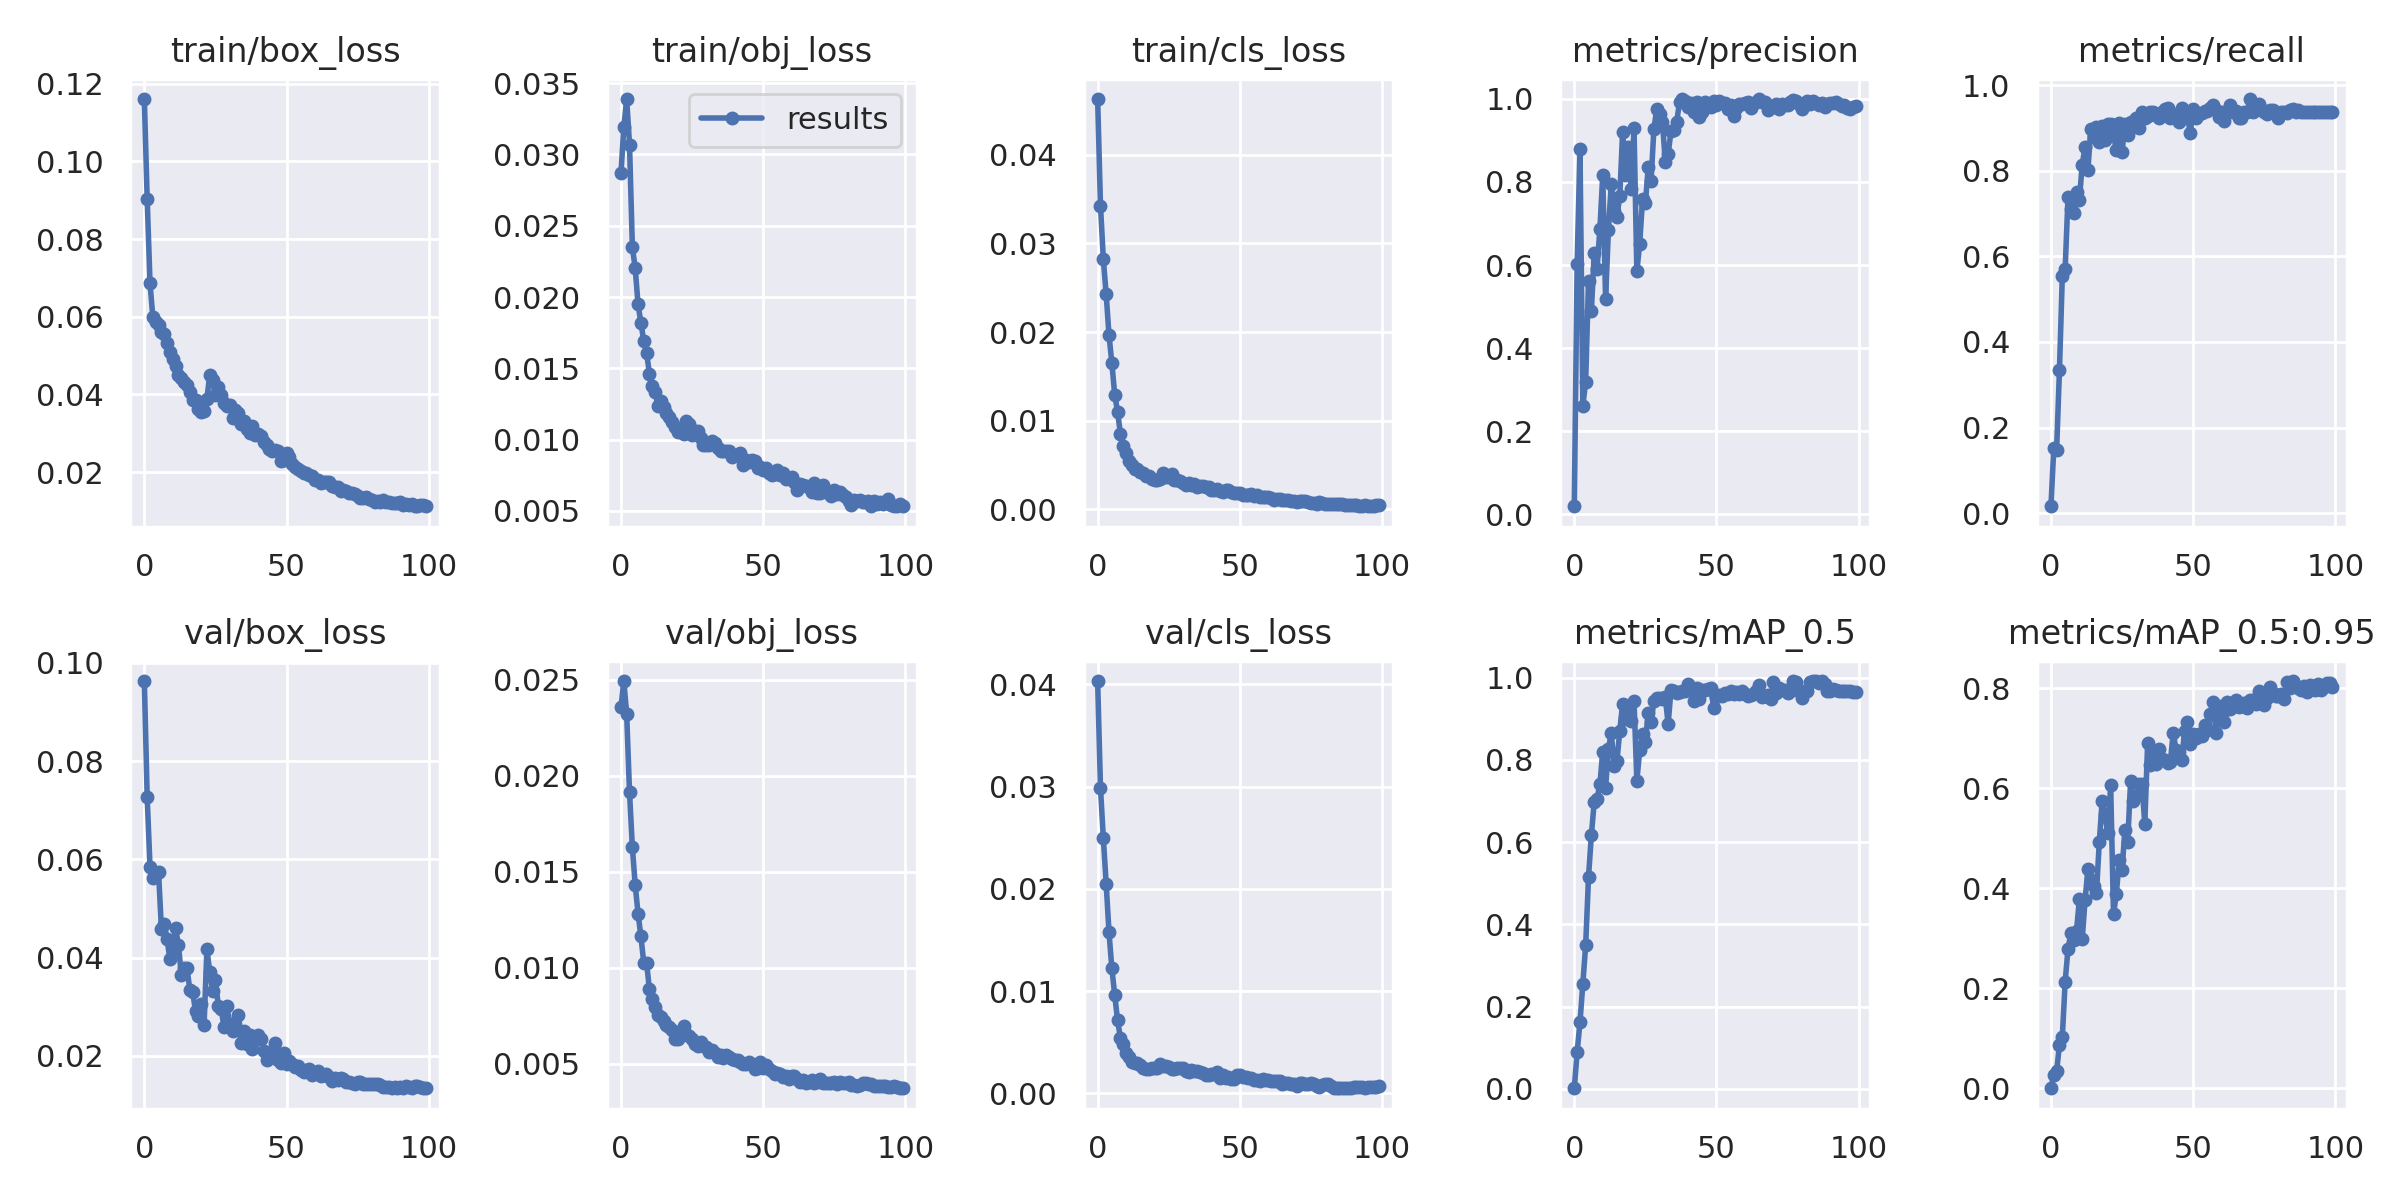 train/box_loss
train/obj_loss
train/cls_loss
metrics/precision
metrics/recall
0.12
0.10
0.08
0.06
0.04
0.02
0 50 100
0.035
0.030
0.025
0.020
0.015
0.010
0.005
results
0 50 100
0.04
0.03
0.02
0.01
0.00
0 50 100
1.0
0.8
0.6
0.4
0.2
0.0
0 50 100
1.0
0.8
0.6
0.4
0.2
0.0
0 50 100
val/box_loss
val/obj_loss
val/cls_loss
metrics/mAP_0.5
metrics/mAP_0.5:0.95
0.10
0.08
0.06
0.04
0.02
0 50 100
0.025
0.020
0.015
0.010
0.005
0 50 100
0.04
0.03
0.02
0.01
0.00
0 50 100
1.0
0.8
0.6
0.4
0.2
0.0
0 50 100
0.8
0.6
0.4
0.2
0.0
0 50 100